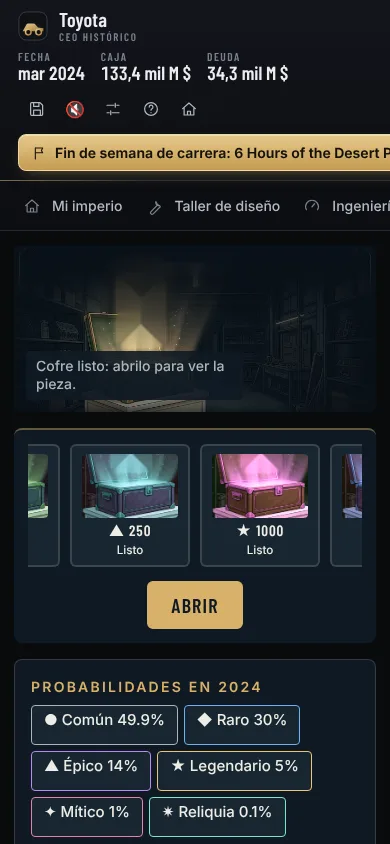 Toyota
CEO HISTÓRICO
FECHA CAJA DEUDA
mar 2024 133,4 mil M $ 34,3 mil M $
Fin de semana de carrera: 6 Hours of the Desert P
Mi imperio Taller de diseño Ingenierí
Cofre listo: abrilo para ver la
pieza.
▲ 250 ★ 1000
Listo Listo
ABRIR
PROBABILIDADES EN 2024
● Común 49.9% ◆ Raro 30%
▲ Épico 14% ★ Legendario 5%
✦ Mítico 1% ✷ Reliquia 0.1%